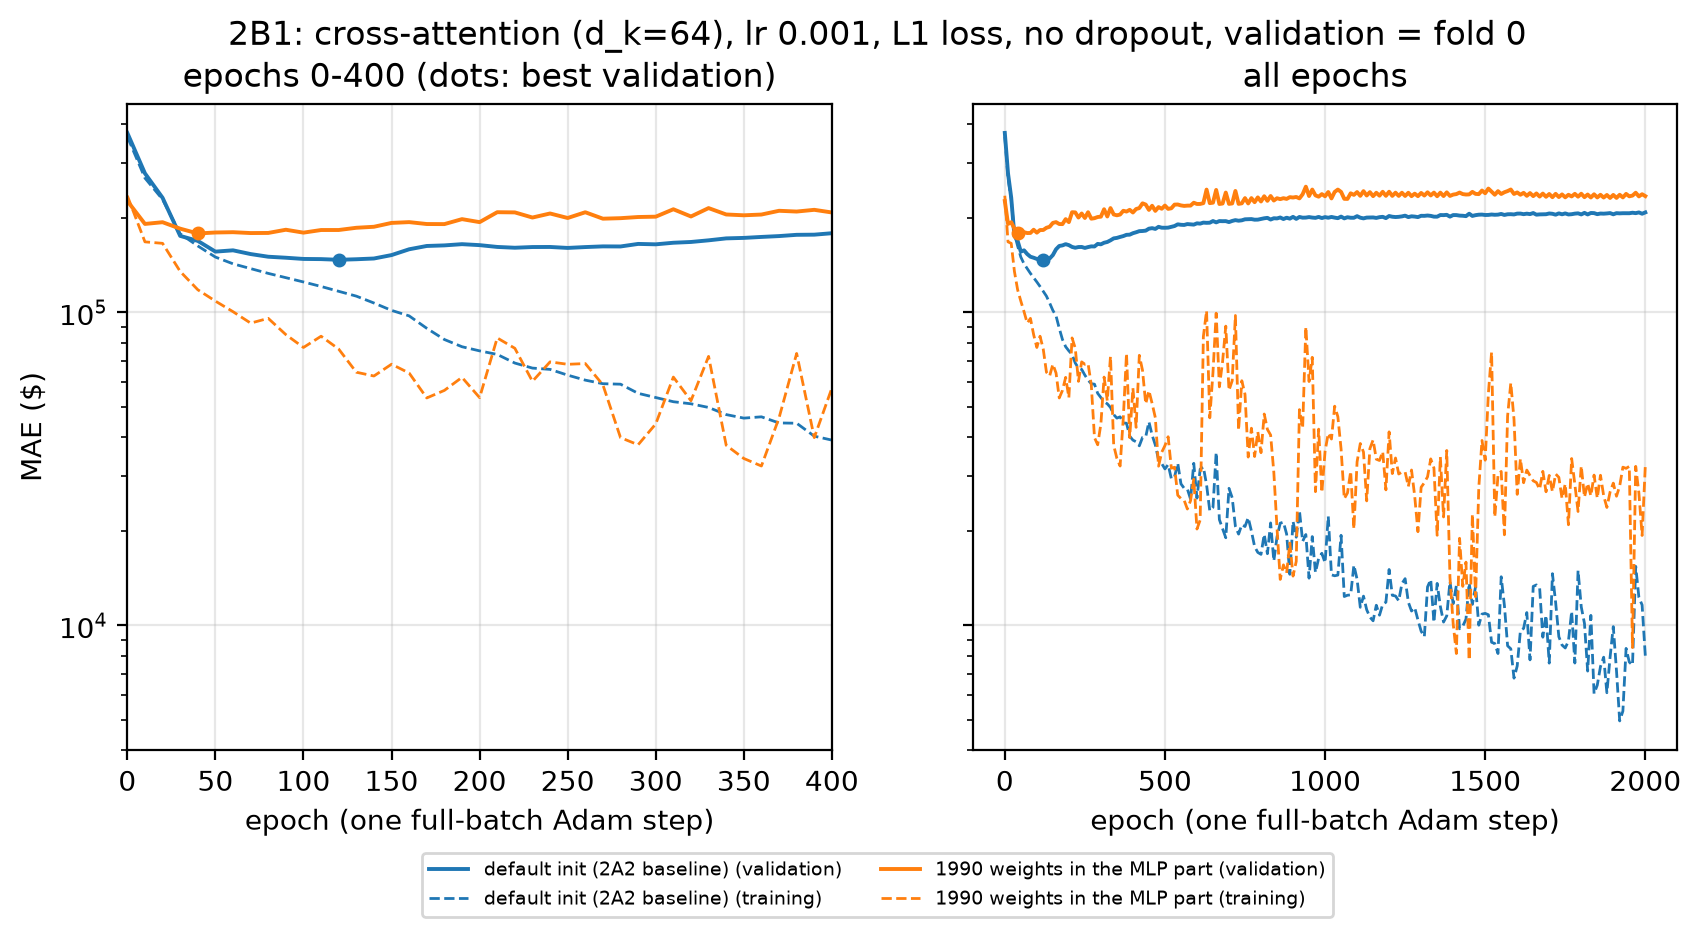 2B1: cross-attention (d_k=64), lr 0.001, L1 loss, no dropout, validation = fold 0
epochs 0-400 (dots: best validation)
all epochs
MAE ($)
10^5
10^4
0 50 100 150 200 250 300 350 400
0 500 1000 1500 2000
epoch (one full-batch Adam step)
epoch (one full-batch Adam step)
default init (2A2 baseline) (validation)
default init (2A2 baseline) (training)
1990 weights in the MLP part (validation)
1990 weights in the MLP part (training)